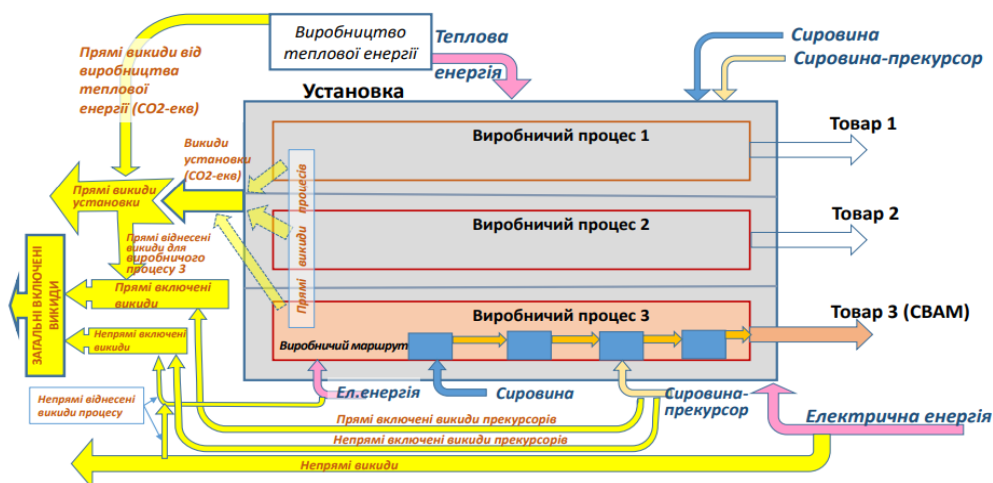 Виробництво
теплової енергії
Теплова
енергія
Сировина
Сировина-прекурсор
Прямі викиди від
виробництва
теплової
енергії (СО2-екв)
Установка
Виробничий процес 1
Товар 1
Викиди
установки
(СО2-екв)
Прямі викиди процесів
Прямі викиди
установки
Виробничий процес 2
Товар 2
Прямі віднесені
викиди для
виробничого
процесу 3
ЗАГАЛЬНІ ВКЛЮЧЕНІ
ВИКИДИ
Прямі включені
викиди
Виробничий процес 3
Товар 3 (СВАМ)
Непрямі включені
викиди
Виробничий маршрут
Ел.енергія
Сировина
Сировина-
прекурсор
Непрямі віднесені
викиди процесу
Прямі включені викиди прекурсорів
Електрична енергія
Непрямі включені викиди прекурсорів
Непрямі викиди